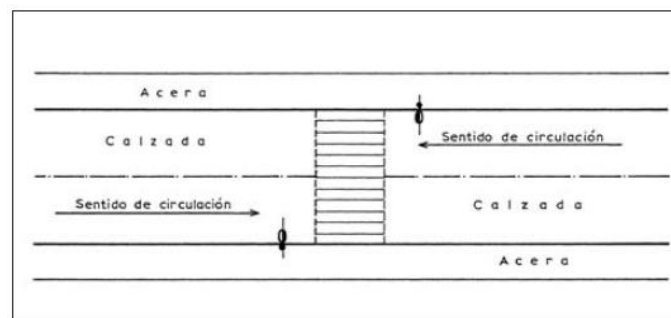 Acera
Calzada
Sentido de circulación
Sentido de circulación
Calzada
Acera